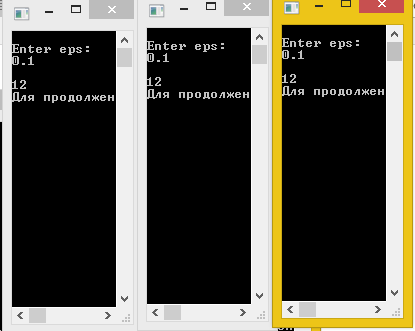 Enter eps:
0.1
12
Для продолжен
Enter eps:
0.1
12
Для продолжен
Enter eps:
0.1
12
Для продолжен